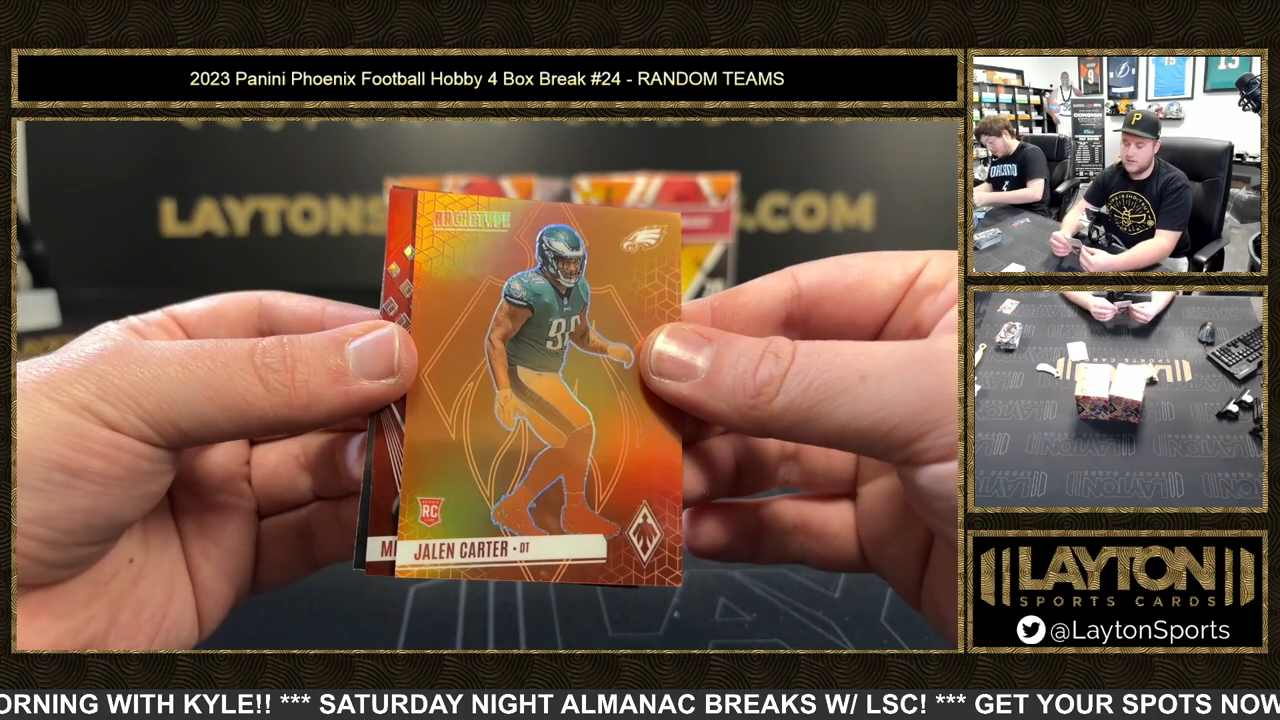 2023 Panini Phoenix Football Hobby 4 Box Break #24 - RANDOM TEAMS
LAYTONS
.COM
ARCHETYPE
RC
JALEN CARTER • DT
LAYTON
SPORTS CARDS
@LaytonSports
ORNING WITH KYLE!! *** SATURDAY NIGHT ALMANAC BREAKS W/ LSC! *** GET YOUR SPOTS NOW